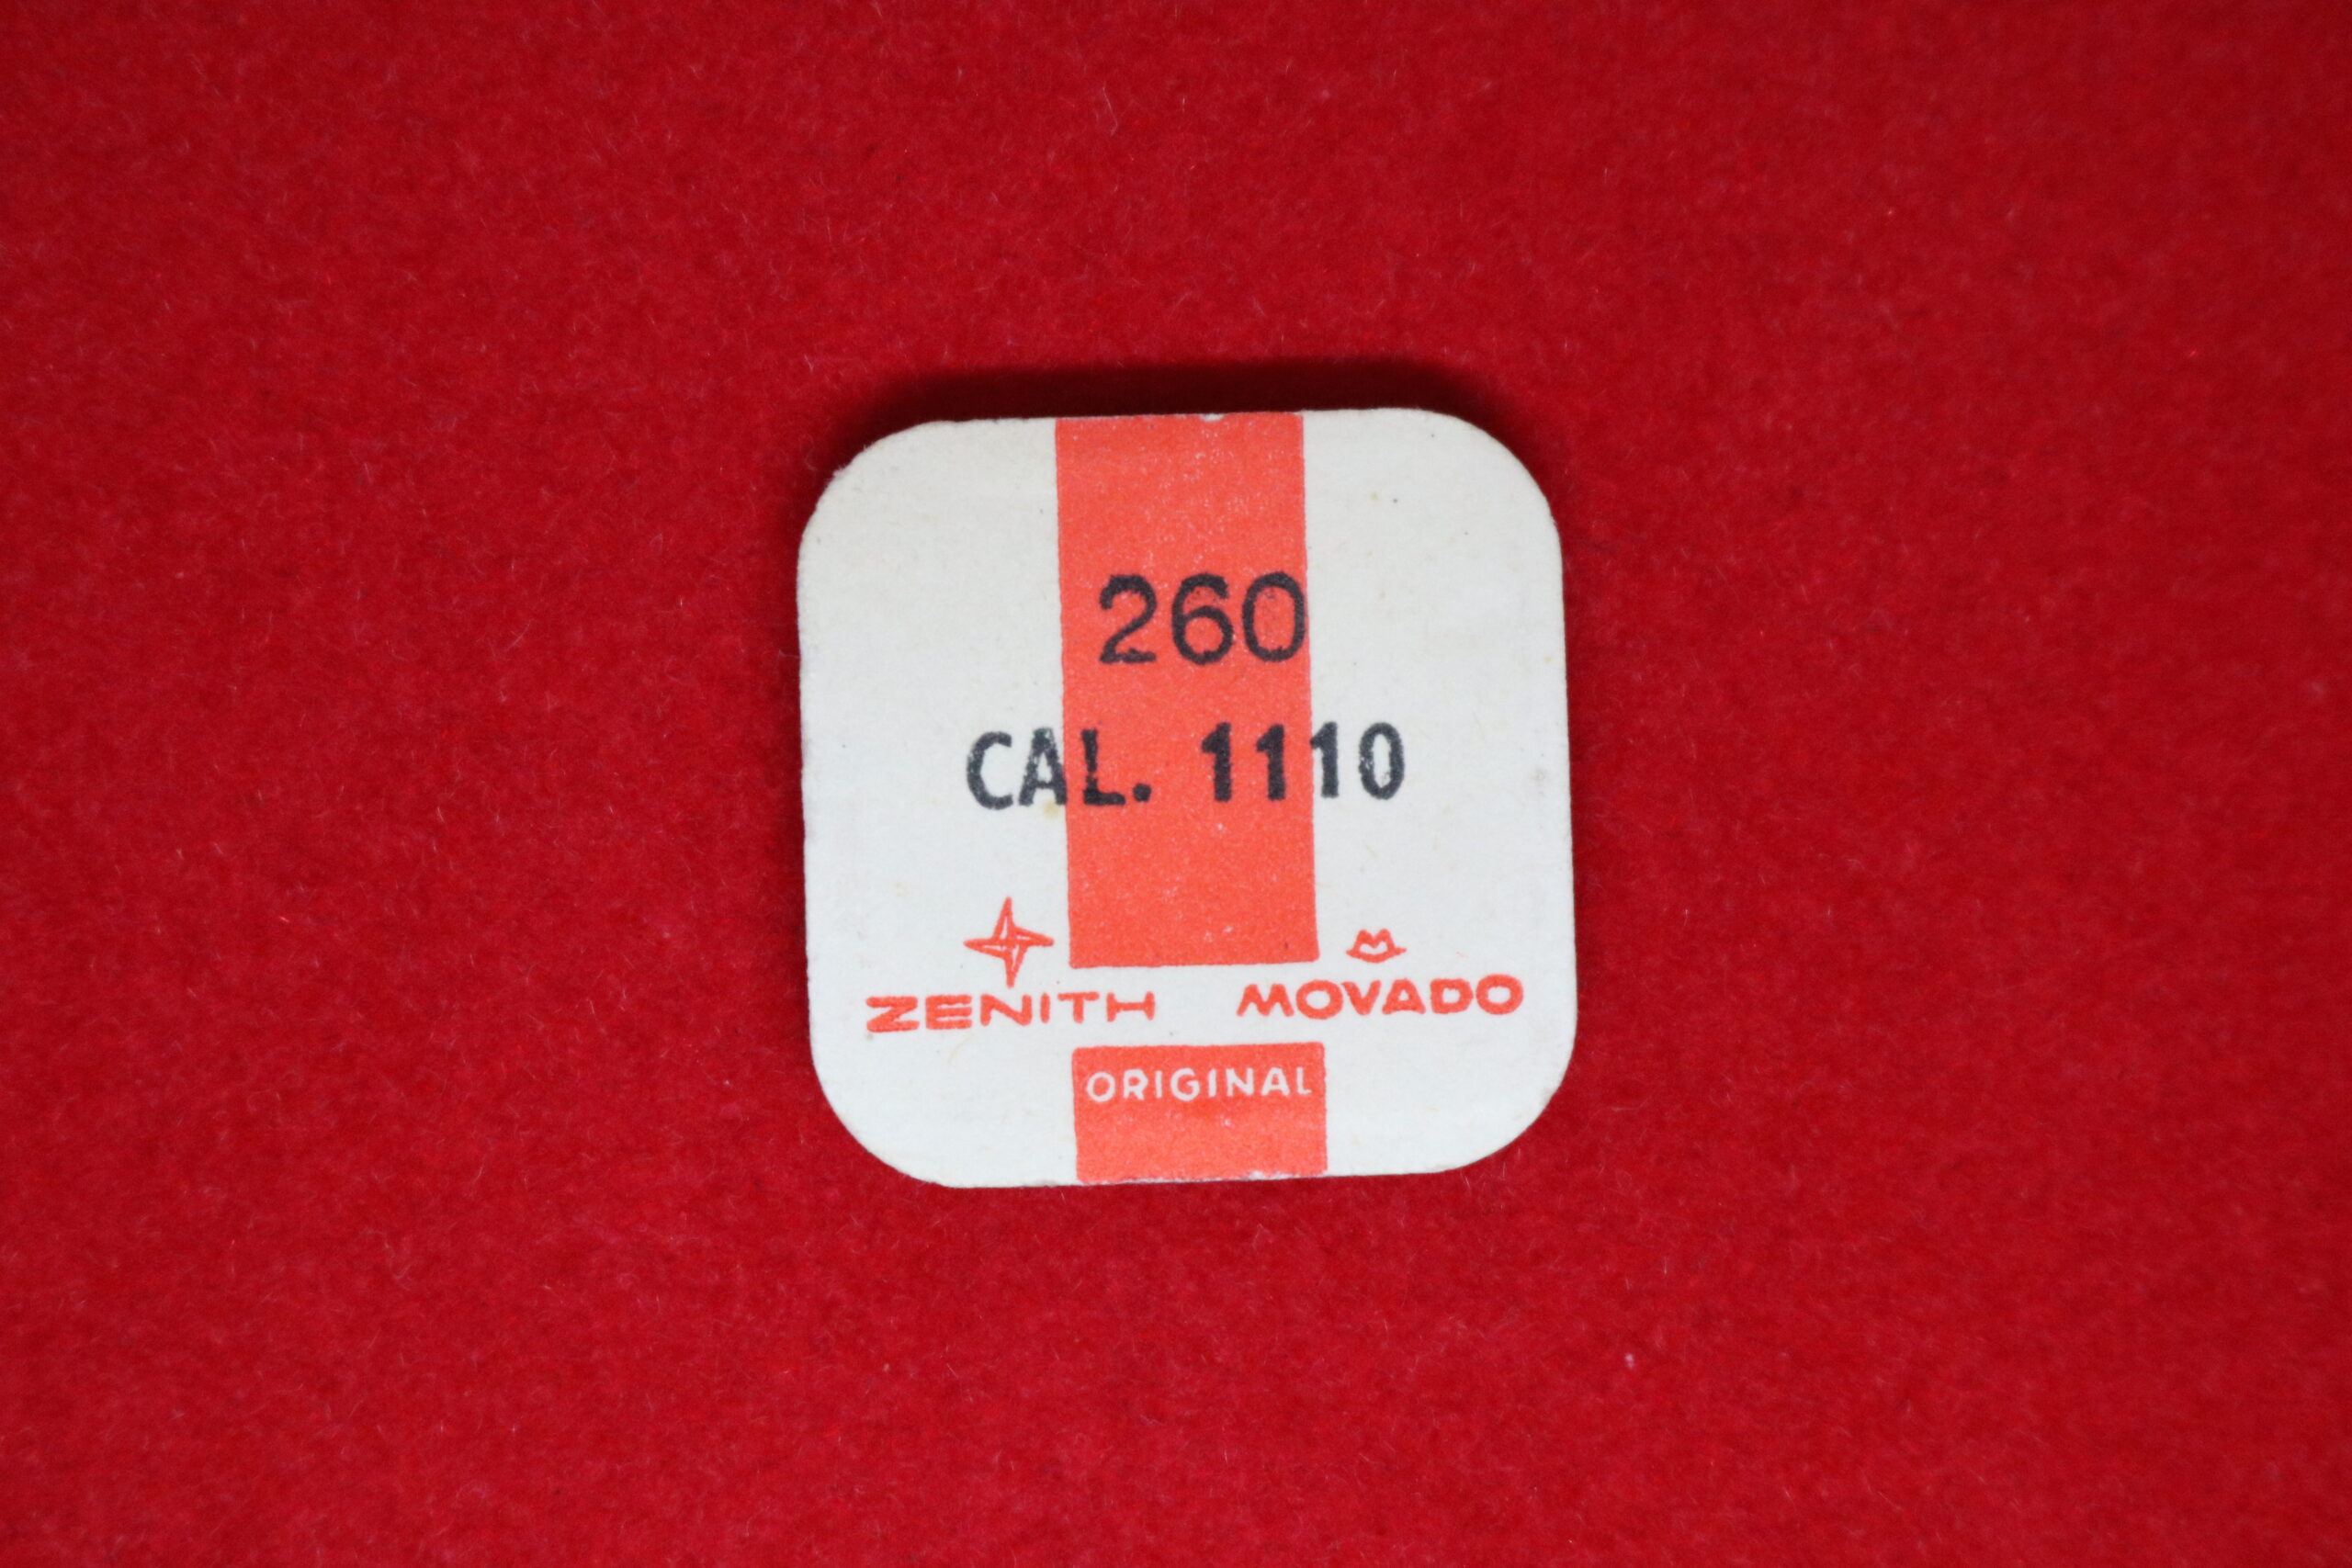 260
CAL. 1110
ZENITH MOVADO
ORIGINAL